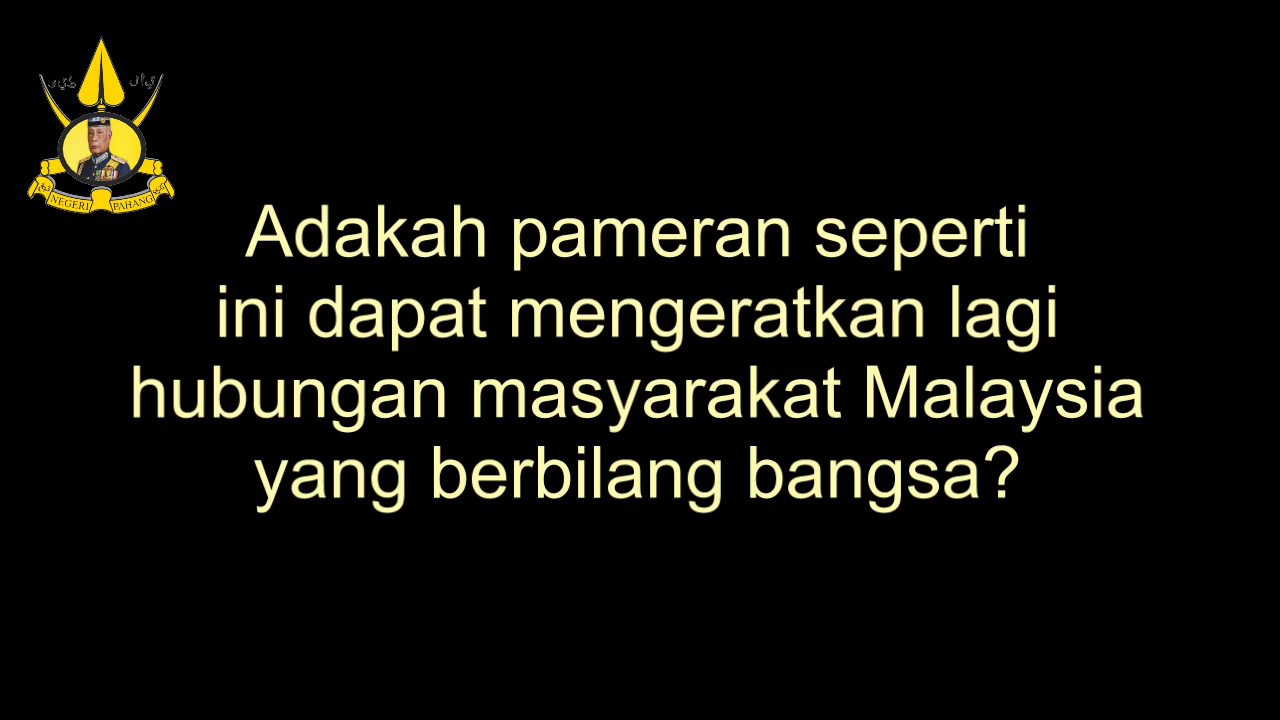 NEGERI PAHANG
Adakah pameran seperti
ini dapat mengeratkan lagi
hubungan masyarakat Malaysia
yang berbilang bangsa?